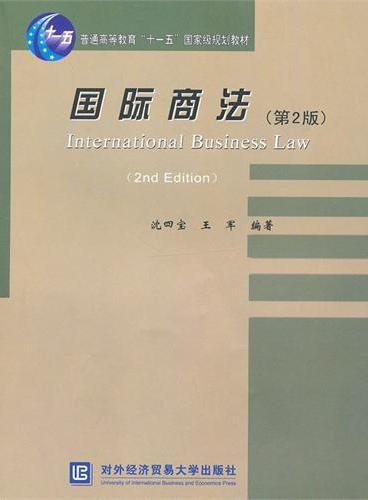 十一五
普通高等教育"十一五"国家级规划教材
国际商法(第2版)
International Business Law
(2nd Edition)
沈四宝 王 军 编著
UIBEP
对外经济贸易大学出版社
University of International Business and Economics Press